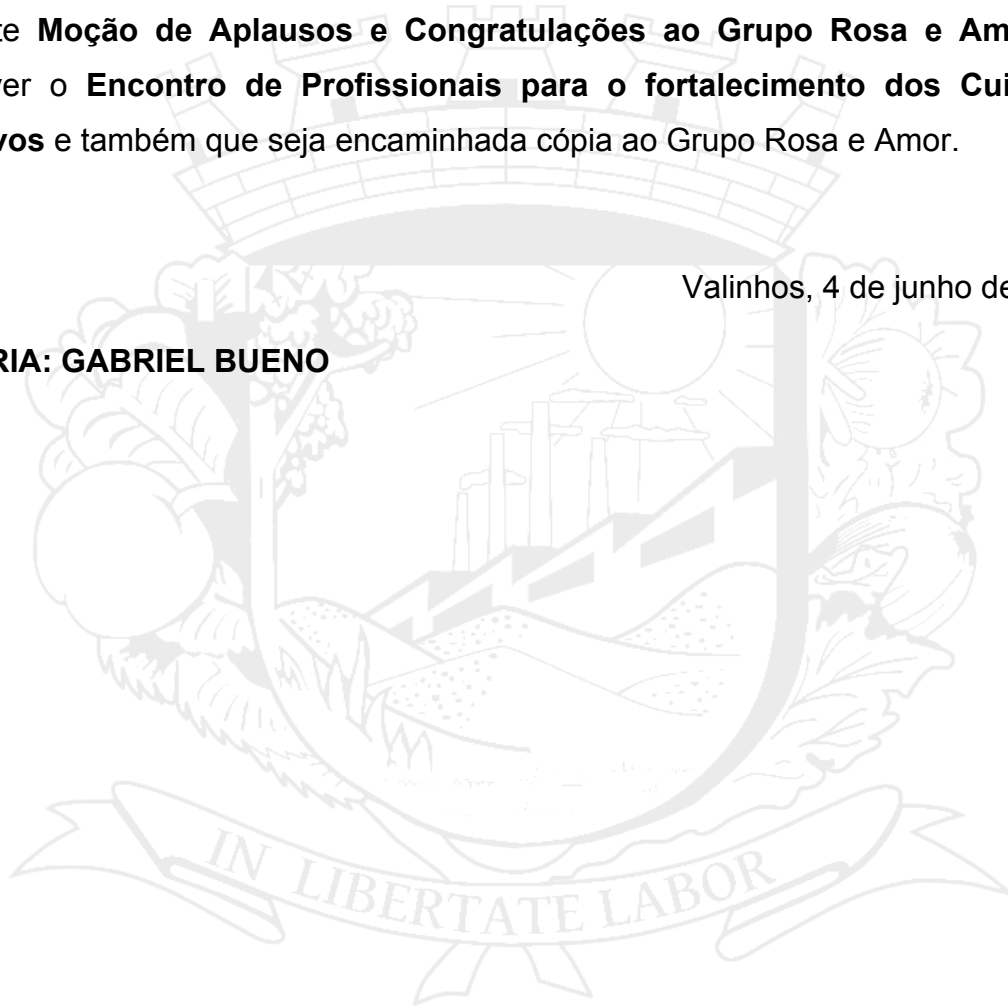 te Moção de Aplausos e Congratulações ao Grupo Rosa e Am
ver o Encontro de Profissionais para o fortalecimento dos Cui
vos e também que seja encaminhada cópia ao Grupo Rosa e Amor.
Valinhos, 4 de junho de
RIA: GABRIEL BUENO
IN LIBERTATE LABOR